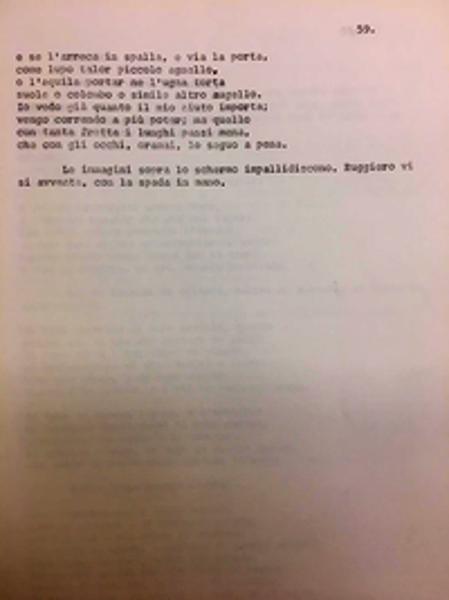 59.
e se l'arreca in spalla, e via la porta,
come lupo talor piccolo agnello,
o l'aquila portar ne l'ugna torta
suole o colombo o simile altro augello.
Io vedo già quanto il mio aiuto importa;
vengo correndo a più poter; ma quello
con tanta fretta i lunghi passi mena,
che con gli occhi, oramai, lo seguo a pena.
Le immagini sopra lo schermo impallidiscono. Ruggiero vi
si avventa, con la spada in mano.